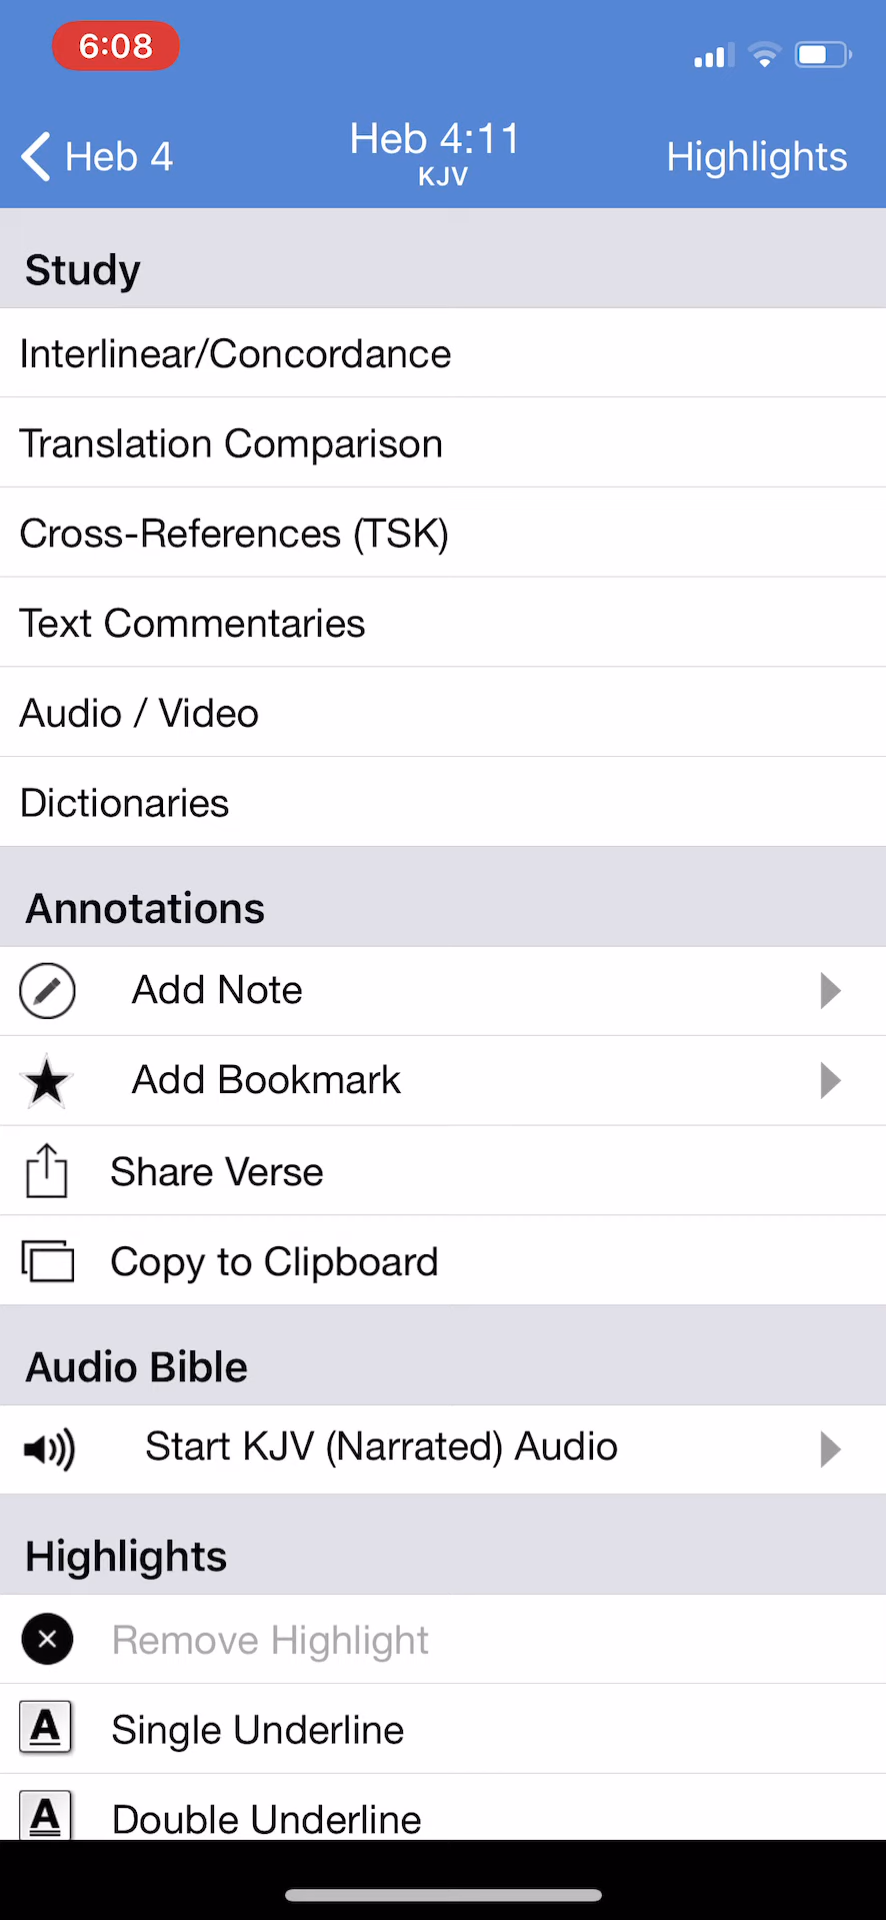 6:08
Heb 4
Heb 4:11
KJV
Highlights
Study
Interlinear/Concordance
Translation Comparison
Cross-References (TSK)
Text Commentaries
Audio / Video
Dictionaries
Annotations
Add Note
Add Bookmark
Share Verse
Copy to Clipboard
Audio Bible
Start KJV (Narrated) Audio
Highlights
Remove Highlight
A Single Underline
A Double Underline